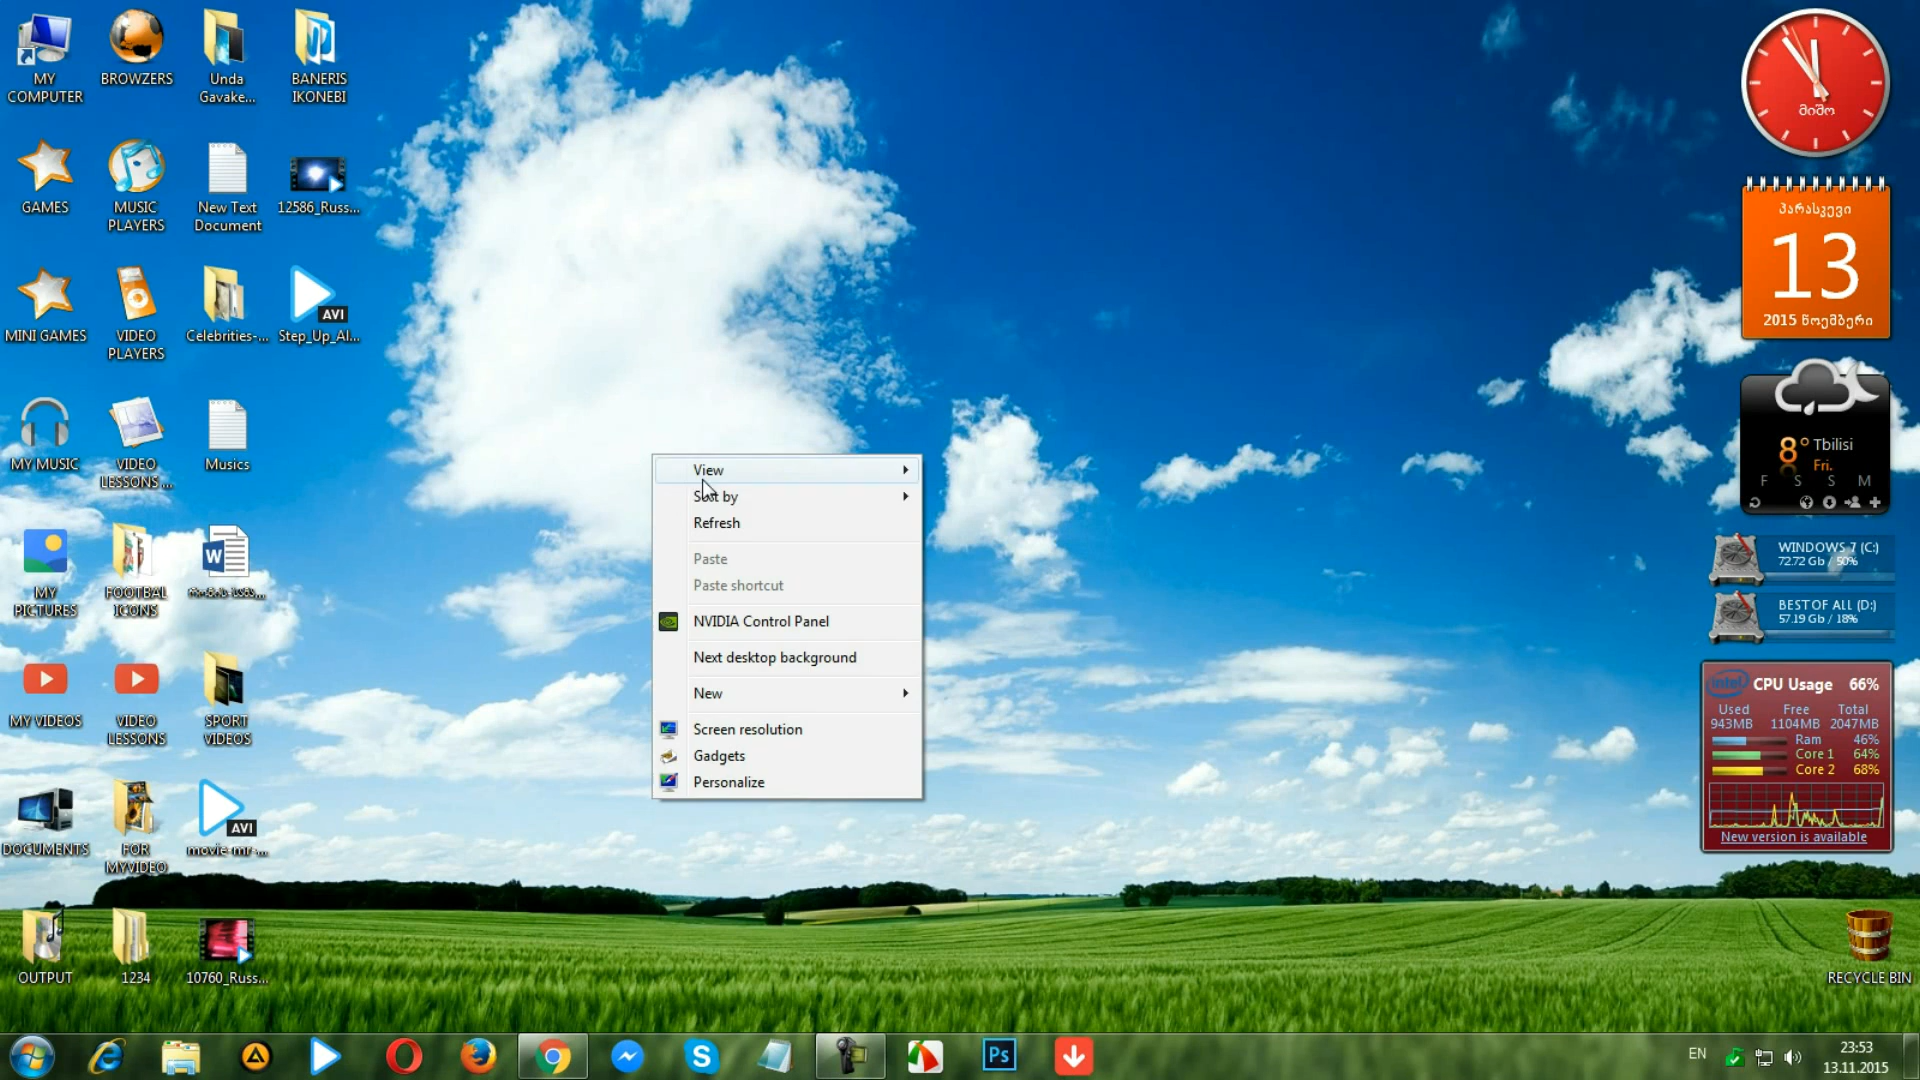 MY
COMPUTER
BROWZERS
Unda
Gavake...
BANERIS
IKONEBI
GAMES
MUSIC
PLAYERS
New Text
Document
12586_Russ...
MINI GAMES
VIDEO
PLAYERS
Celebrities-...
AVI
Step_Up_Al...
MY MUSIC
VIDEO
LESSONS ...
Musics
MY
PICTURES
FOOTBAL
ICONS
W
MY VIDEOS
VIDEO
LESSONS
SPORT
VIDEOS
DOCUMENTS
FOR
MYVIDEO
AVI
movie-mr-...
OUTPUT
1234
10760_Russ...
View
Sort by
Refresh
Paste
Paste shortcut
NVIDIA Control Panel
Next desktop background
New
Screen resolution
Gadgets
Personalize
მიშო
პარასკევი
13
2015 ნოემბერი
8° Tbilisi
Fri.
F S S M
WINDOWS 7 (C:)
72.72 Gb / 50%
BEST OF ALL (D:)
57.19 Gb / 18%
intel CPU Usage 66%
Used Free Total
943MB 1104MB 2047MB
Ram 46%
Core 1 64%
Core 2 68%
New version is available
RECYCLE BIN
Ps
EN
23:53
13.11.2015